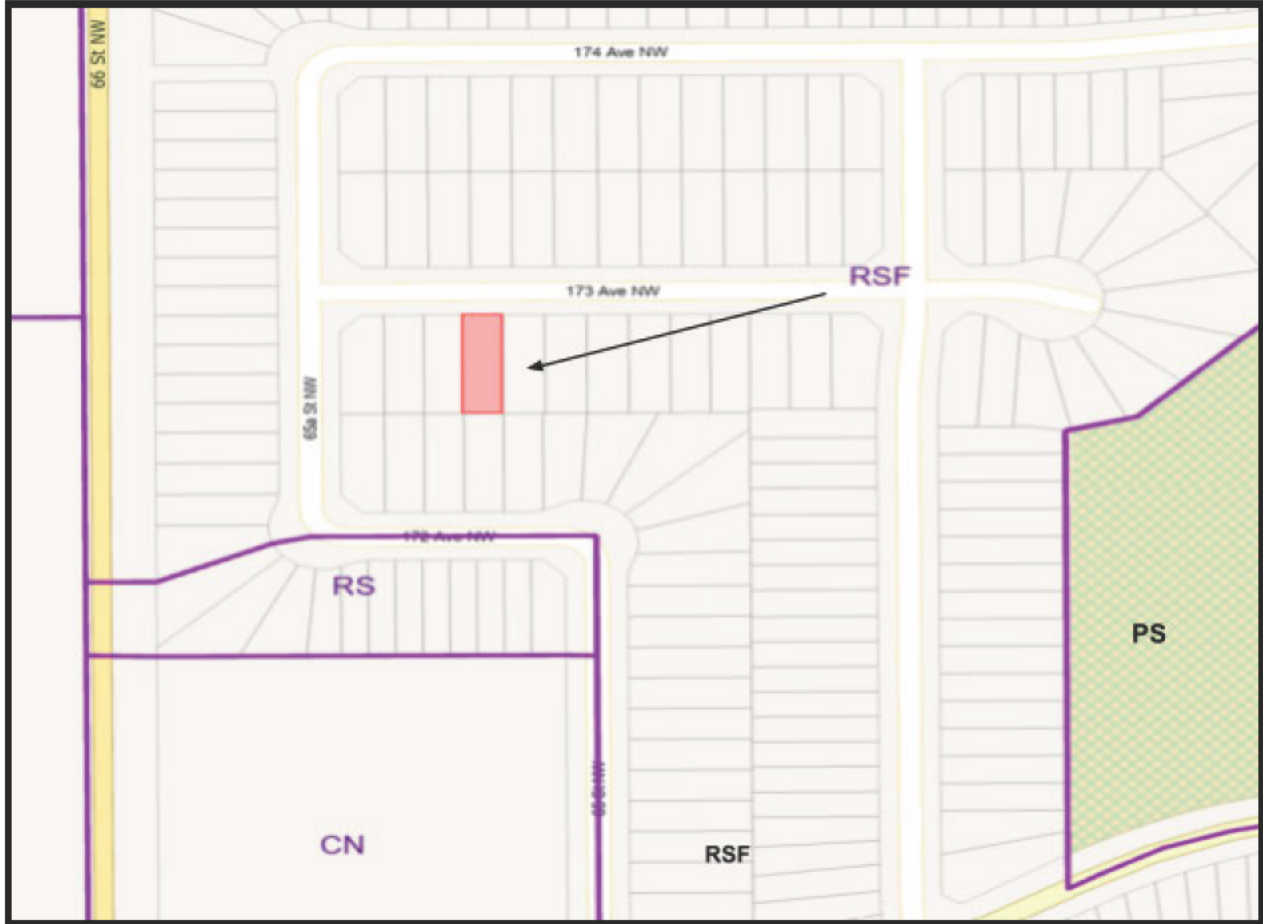 66 St NW
174 Ave NW
RSF
173 Ave NW
65a St NW
172 Ave NW
RS
PS
CN
RSF